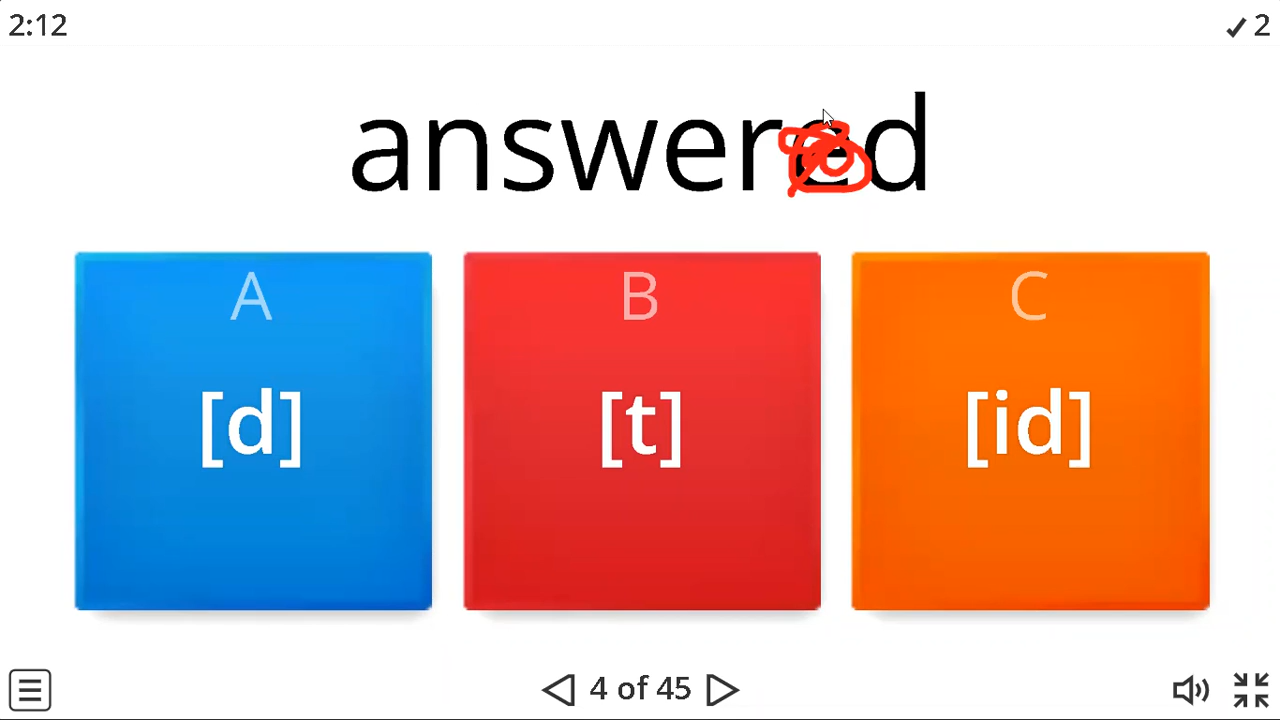 2:12 ✓ 2
answered
A B C
[d] [t] [id]
4 of 45